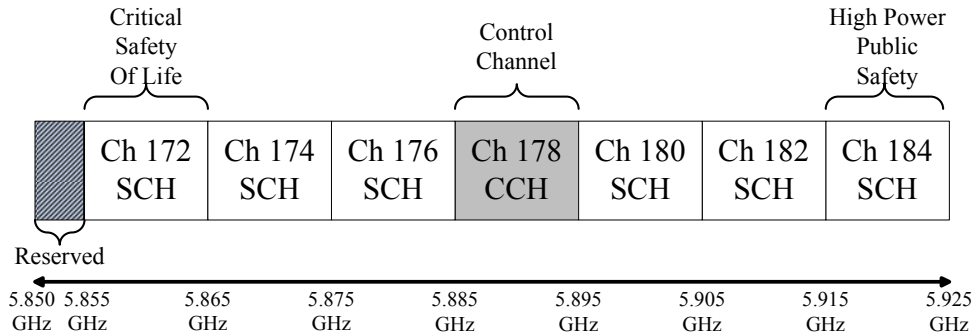 Critical
Safety
Of Life
Control
Channel
High Power
Public
Safety
Ch 172
SCH
Ch 174
SCH
Ch 176
SCH
Ch 178
CCH
Ch 180
SCH
Ch 182
SCH
Ch 184
SCH
Reserved
5.850
GHz
5.855
GHz
5.865
GHz
5.875
GHz
5.885
GHz
5.895
GHz
5.905
GHz
5.915
GHz
5.925
GHz